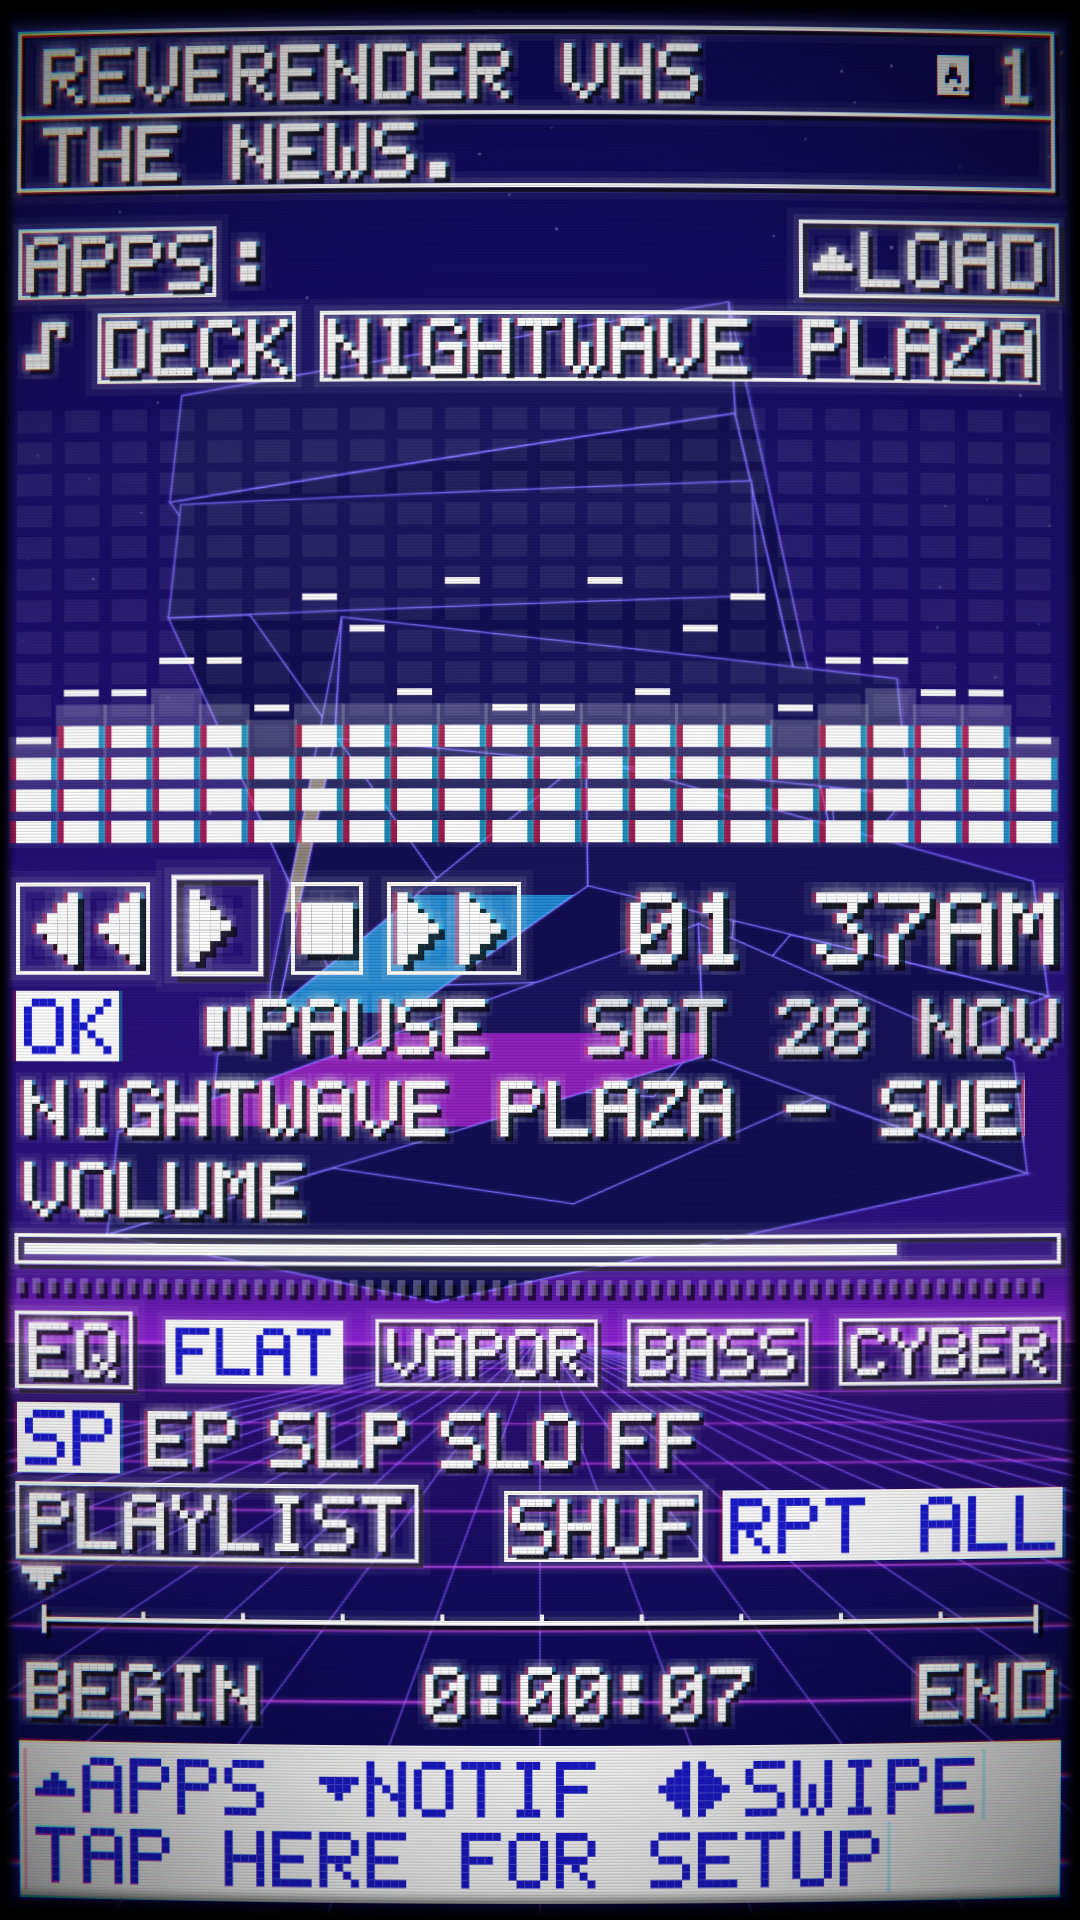 REVERENDER VHS A 1
THE NEWS.
APPS: ▲LOAD
♪ DECK NIGHTWAVE PLAZA
01 37AM
OK ▮▮PAUSE SAT 28 NOV
NIGHTWAVE PLAZA - SWE
VOLUME
EQ FLAT VAPOR BASS CYBER
SP EP SLP SLO FF
PLAYLIST SHUF RPT ALL
BEGIN 0:00:07 END
▲APPS ▼NOTIF ◀▶SWIPE
TAP HERE FOR SETUP